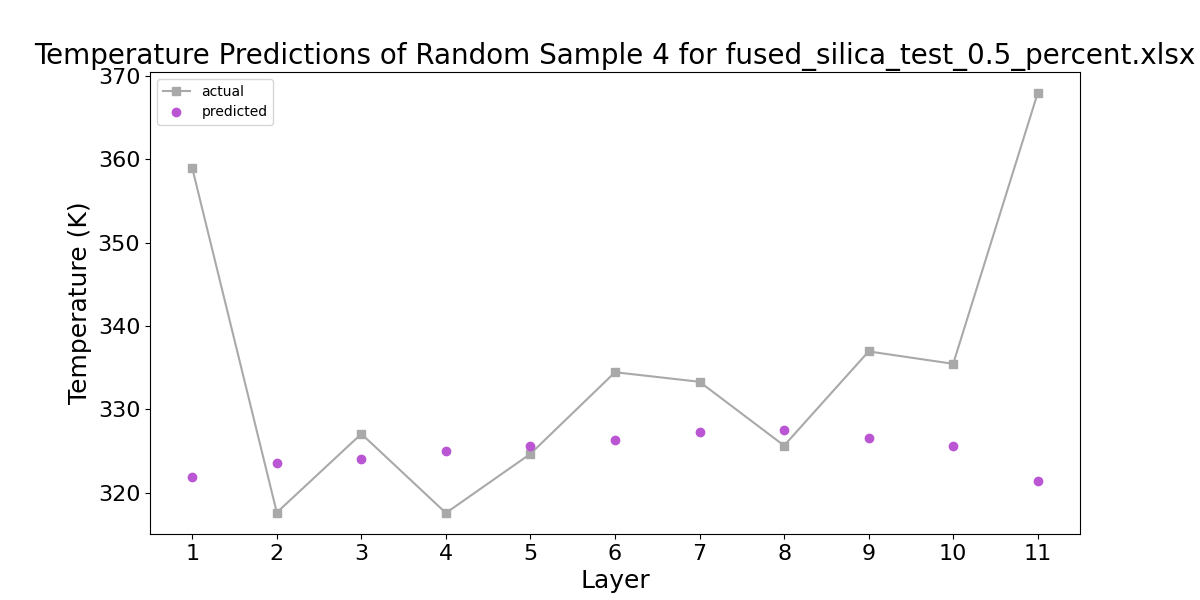 Temperature Predictions of Random Sample 4 for fused_silica_test_0.5_percent.xlsx
actual
predicted
Temperature (K)
370
360
350
340
330
320
1 2 3 4 5 6 7 8 9 10 11
Layer